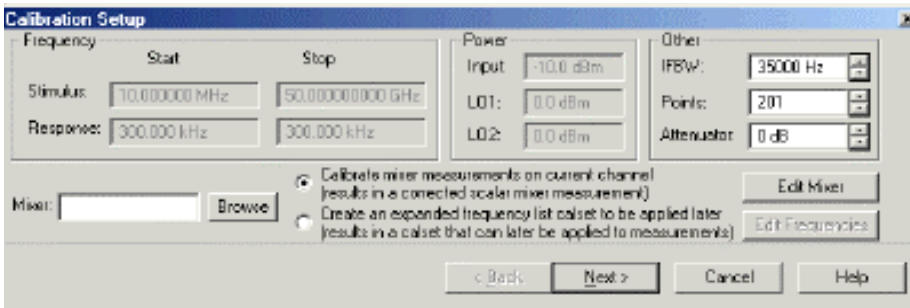 Calibration Setup
Frequency
Start Stop
Stimulus: 10.000000 MHz 50.000000000 GHz
Response: 300.000 kHz 300.000 kHz
Power
Input -10.0 dBm
LO1: 0.0 dBm
LO2: 0.0 dBm
Other
IFBW: 35000 Hz
Points: 201
Attenuator 0 dB
Mixer: Browse
Calibrate mixer measurements on current channel
(results in a corrected scalar mixer measurement)
Create an expanded frequency list calset to be applied later
(results in a calset that can later be applied to measurements)
Edit Mixer
Edit Frequencies
< Back Next > Cancel Help